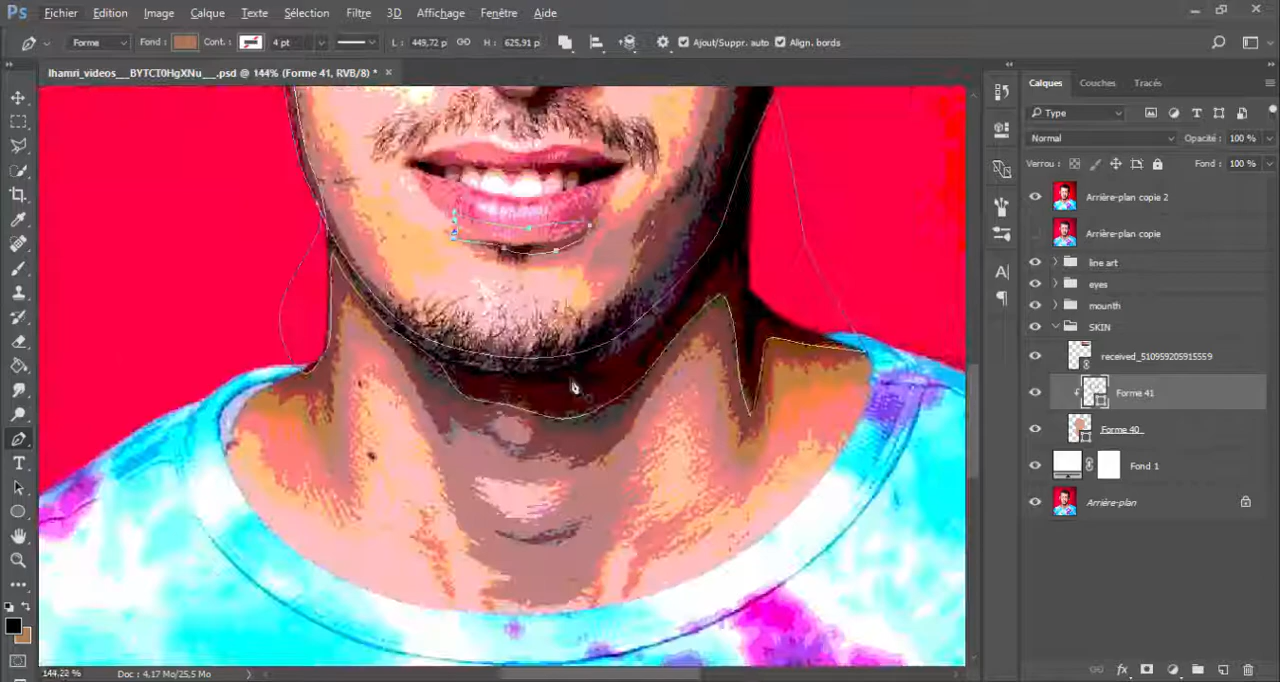 Ps Fichier Edition Image Calque Texte Sélection Filtre 3D Affichage Fenêtre Aide
Forme Fond : Cont. : 4 pt L : 449,72 p H : 625,91 p Ajout/Suppr. auto Align. bords
lhamri_videos___BYTCT0HgXNu___.psd @ 144% (Forme 41, RVB/8) *
Calques Couches Tracés
Type
Normal Opacité : 100 %
Verrou : Fond : 100 %
Arrière-plan copie 2
Arrière-plan copie
line art
eyes
mounth
SKIN
received_510959205915559
Forme 41
Forme 40
Fond 1
Arrière-plan
144,22 % Doc : 4,17 Mo/25,5 Mo